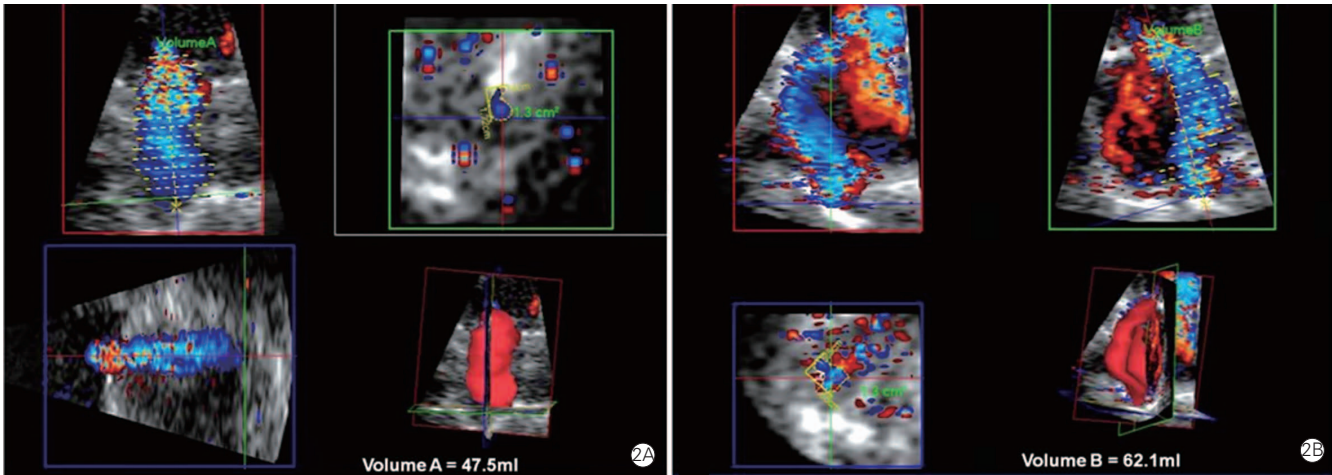 VolumeA
1.3 cm²
Volume A = 47.5ml
2A
VolumeB
Volume B = 62.1ml
2B